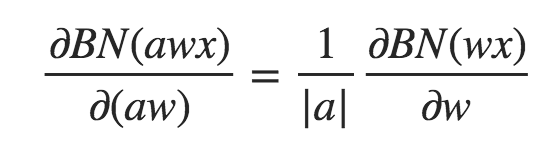 ∂BN(awx)/∂(aw) = 1/|a| ∂BN(wx)/∂w